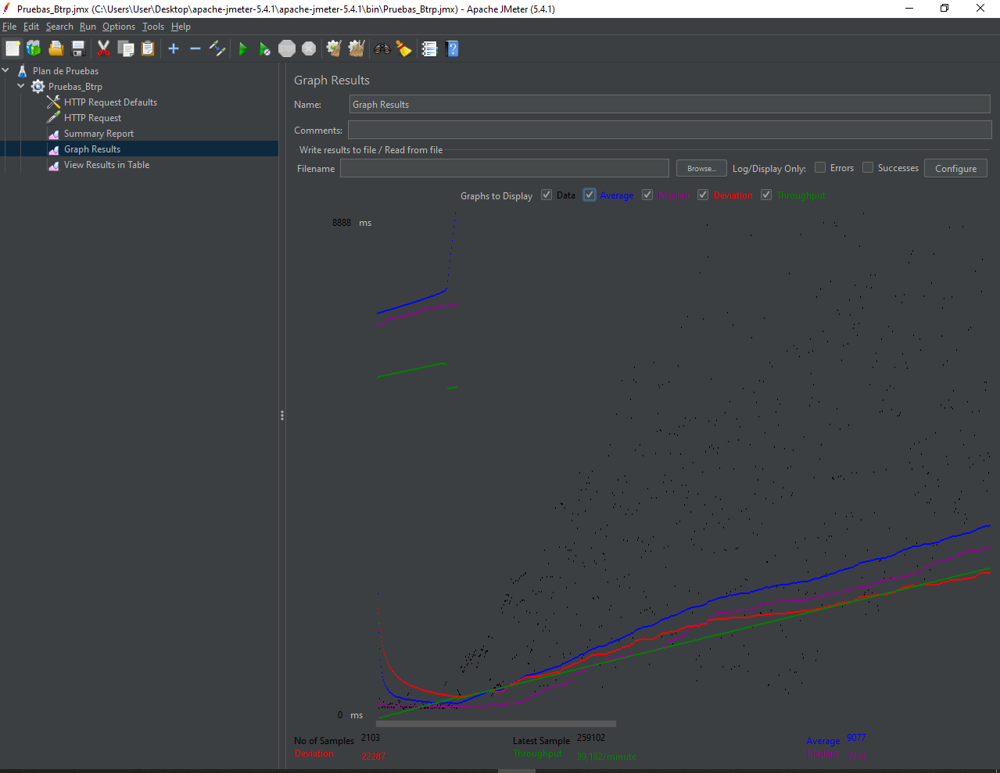 Pruebas_Btrp.jmx (C:\Users\User\Desktop\apache-jmeter-5.4.1\apache-jmeter-5.4.1\bin\Pruebas_Btrp.jmx) - Apache JMeter (5.4.1)
File Edit Search Run Options Tools Help
STOP
Plan de Pruebas
Pruebas_Btrp
HTTP Request Defaults
HTTP Request
Summary Report
Graph Results
View Results in Table
Graph Results
Name: Graph Results
Comments:
Write results to file / Read from file
Filename Browse... Log/Display Only: Errors Successes Configure
Graphs to Display Data Average Median Deviation Throughput
8888 ms
0 ms
No of Samples 2103 Latest Sample 259102 Average 9077
Deviation 22287 Throughput 39,102/minute Median